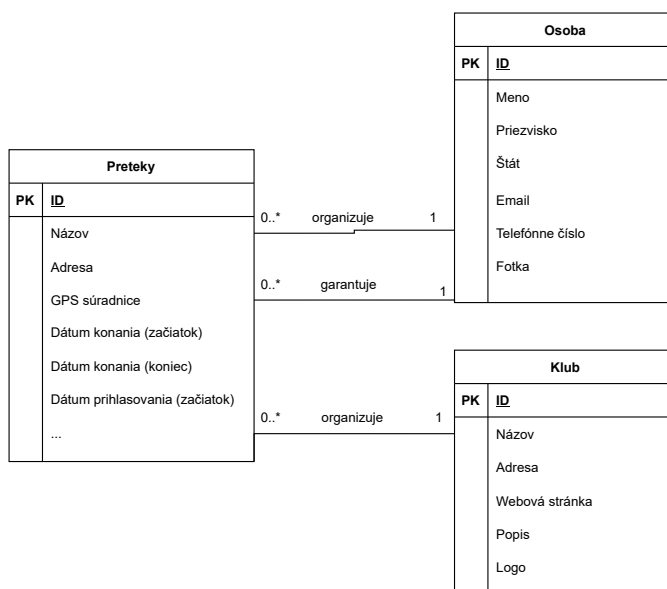 Osoba
PK ID
Meno
Priezvisko
Štát
Email
Telefónne číslo
Fotka
Preteky
PK ID
Názov
Adresa
GPS súradnice
Dátum konania (začiatok)
Dátum konania (koniec)
Dátum prihlasovania (začiatok)
...
0..* organizuje 1
0..* garantuje 1
0..* organizuje 1
Klub
PK ID
Názov
Adresa
Webová stránka
Popis
Logo